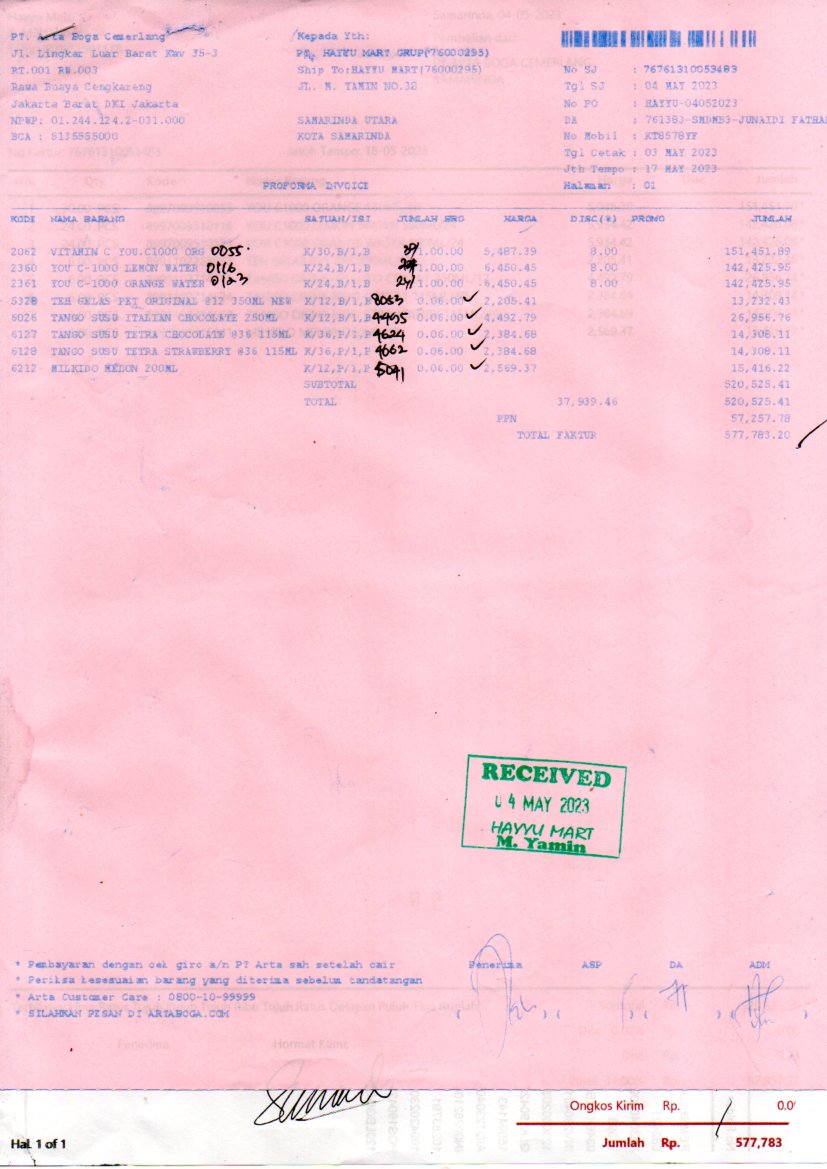 PT. Arta Boga Cemerlang
Jl. Lingkar Luar Barat Kav 35-3
RT.001 RW.003
Rawa Buaya Cengkareng
Jakarta Barat DKI Jakarta
NPWP: 01.244.124.2-031.000
BCA : 5135555000
Kepada Yth:
PT. HAYYU MART GRUP(76000295)
Ship To:HAYYU MART(76000295)
JL. M. YAMIN NO.32
SAMARINDA UTARA
KOTA SAMARINDA
No SJ : 76761310053483
Tgl SJ : 04 MAY 2023
No PO : HAYYU-04052023
DA : 761383-SMDMB3-JUNAIDI FATHA
No Mobil : KT8578YF
Tgl Cetak : 03 MAY 2023
Jth Tempo : 17 MAY 2023
Halaman : 01
PROFORMA INVOICE
KODE NAMA BARANG SATUAN/ISI JUMLAH BRG HARGA DISC(%) PROMO JUMLAH
2062 VITAMIN C YOU.C1000 ORG 0055 K/30,B/1,B 1.00.00 5,487.39 8.00 151,451.89
2360 YOU C-1000 LEMON WATER 0116 K/24,B/1,B 1.00.00 6,450.45 8.00 142,425.95
2361 YOU C-1000 ORANGE WATER 0123 K/24,B/1,B 24 1.00.00 6,450.45 8.00 142,425.95
5328 TEH GELAS PET ORIGINAL @12 350ML NEW K/12,B/1,B 8053 0.06.00 ✓ 2,205.41 13,232.43
6026 TANGO SUSU ITALIAN CHOCOLATE 250ML K/12,B/1,B 4495 0.06.00 ✓ 4,492.79 26,956.76
6127 TANGO SUSU TETRA CHOCOLATE @36 115ML K/36,P/1,P 4624 0.06.00 ✓ 2,384.68 14,308.11
6128 TANGO SUSU TETRA STRAWBERRY @36 115ML K/36,P/1,P 4662 0.06.00 ✓ 2,384.68 14,308.11
6212 MILKIDO MELON 200ML K/12,P/1,P 5041 0.06.00 ✓ 2,569.37 15,416.22
SUBTOTAL 520,525.41
TOTAL 37,939.46 520,525.41
PPN 57,257.78
TOTAL FAKTUR 577,783.20
RECEIVED
04 MAY 2023
HAYYU MART
M. Yamin
* Pembayaran dengan cek giro a/n PT Arta sah setelah cair
* Periksa kesesuaian barang yang diterima sebelum tandatangan
* Arta Customer Care : 0800-10-99999
* SILAHKAN PESAN DI ARTABOGA.COM
Penerima ASP DA ADM
Ongkos Kirim Rp. 0.0
Hal. 1 of 1
Jumlah Rp. 577,783